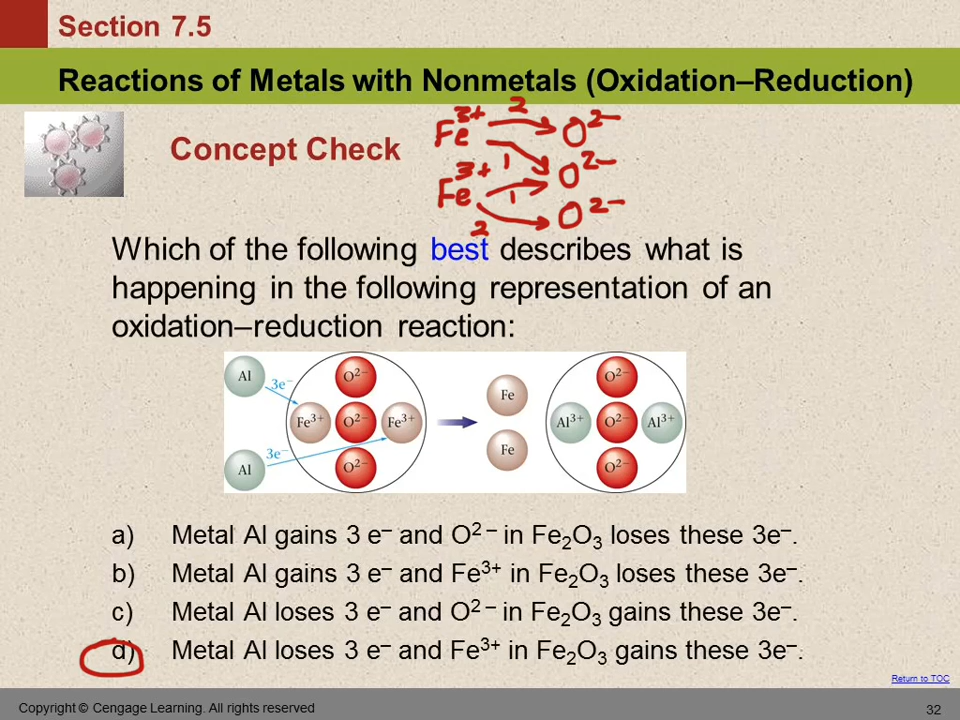 Section 7.5
Reactions of Metals with Nonmetals (Oxidation–Reduction)
Concept Check
Fe³⁺ 2 O²⁻
1 O²⁻
Fe³⁺ 1
2 O²⁻
Which of the following best describes what is
happening in the following representation of an
oxidation–reduction reaction:
Al 3e⁻ O²⁻ O²⁻
Fe
Fe³⁺ O²⁻ Fe³⁺ Al³⁺ O²⁻ Al³⁺
3e⁻ Fe
Al O²⁻ O²⁻
a) Metal Al gains 3 e⁻ and O²⁻ in Fe₂O₃ loses these 3e⁻.
b) Metal Al gains 3 e⁻ and Fe³⁺ in Fe₂O₃ loses these 3e⁻.
c) Metal Al loses 3 e⁻ and O²⁻ in Fe₂O₃ gains these 3e⁻.
d) Metal Al loses 3 e⁻ and Fe³⁺ in Fe₂O₃ gains these 3e⁻.
Return to TOC
Copyright © Cengage Learning. All rights reserved 32